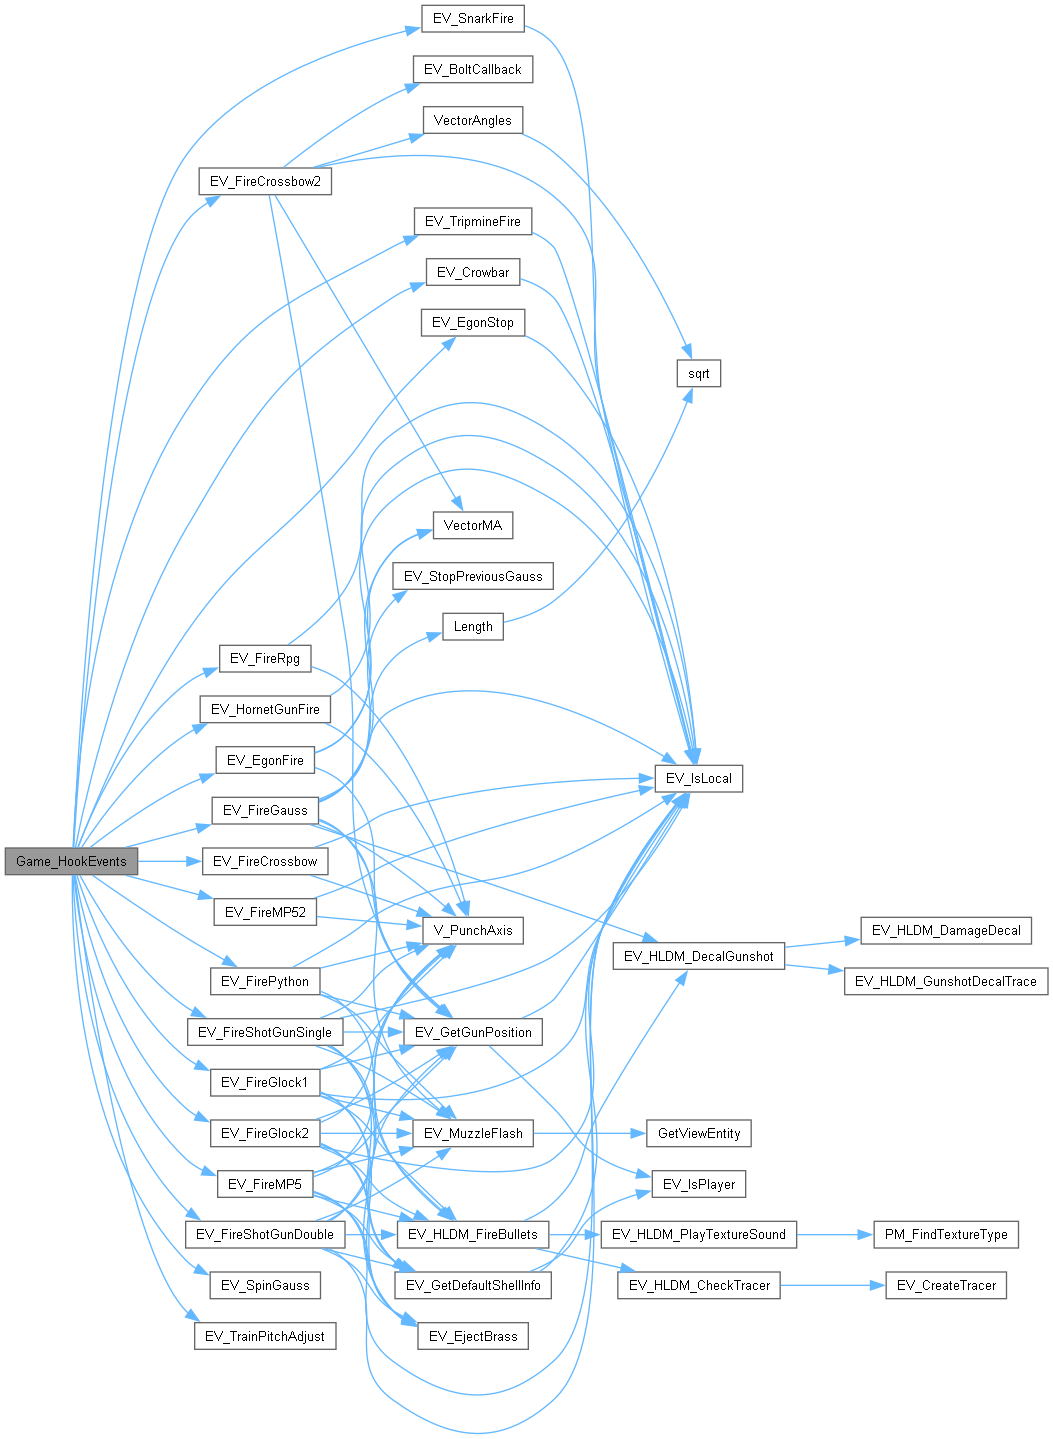 EV_SnarkFire
EV_BoltCallback
VectorAngles
EV_FireCrossbow2
EV_TripmineFire
EV_Crowbar
EV_EgonStop
sqrt
VectorMA
EV_StopPreviousGauss
Length
EV_FireRpg
EV_HornetGunFire
EV_EgonFire
EV_IsLocal
EV_FireGauss
Game_HookEvents
EV_FireCrossbow
EV_FireMP52
V_PunchAxis
EV_HLDM_DamageDecal
EV_HLDM_DecalGunshot
EV_FirePython
EV_HLDM_GunshotDecalTrace
EV_FireShotGunSingle
EV_GetGunPosition
EV_FireGlock1
EV_FireGlock2
EV_MuzzleFlash
GetViewEntity
EV_FireMP5
EV_IsPlayer
EV_FireShotGunDouble
EV_HLDM_FireBullets
EV_HLDM_PlayTextureSound
PM_FindTextureType
EV_SpinGauss
EV_GetDefaultShellInfo
EV_HLDM_CheckTracer
EV_CreateTracer
EV_TrainPitchAdjust
EV_EjectBrass